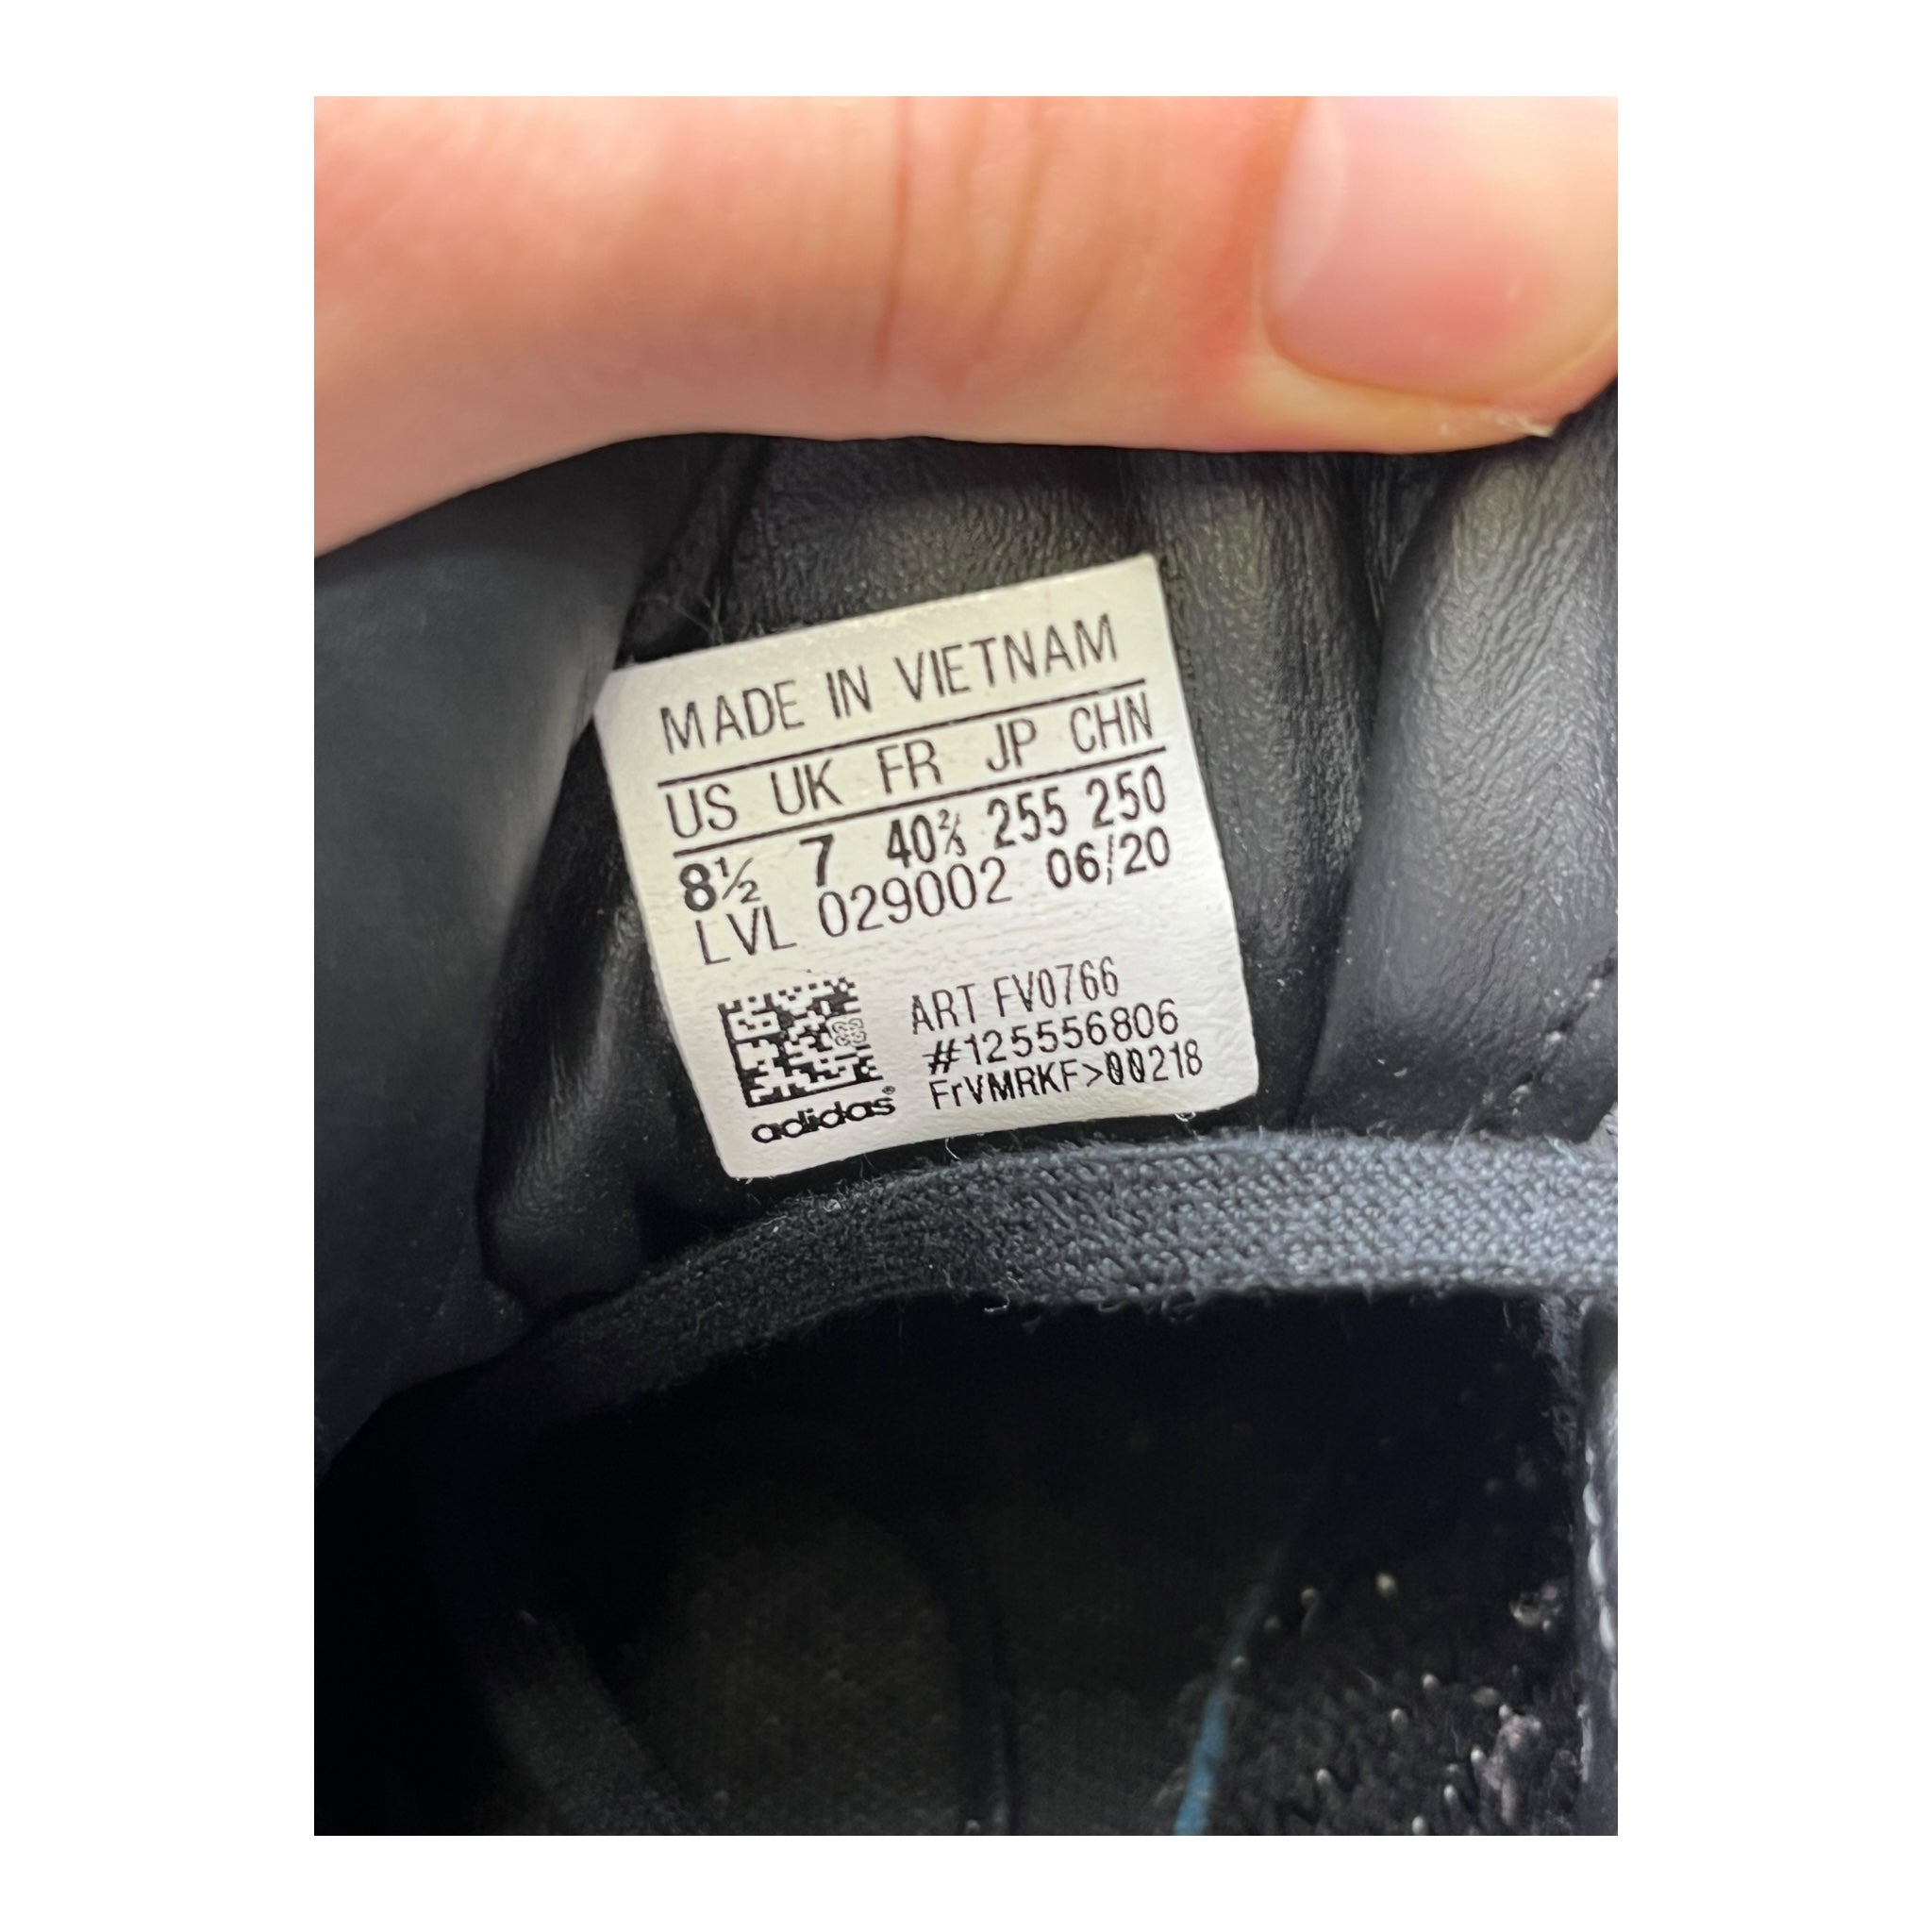 MADE IN VIETNAM
US UK FR JP CHN
8½ 7 40⅔ 255 250
LVL 029002 06/20
ART FV0766
#125556806
FrVMRKF>00218
adidas®